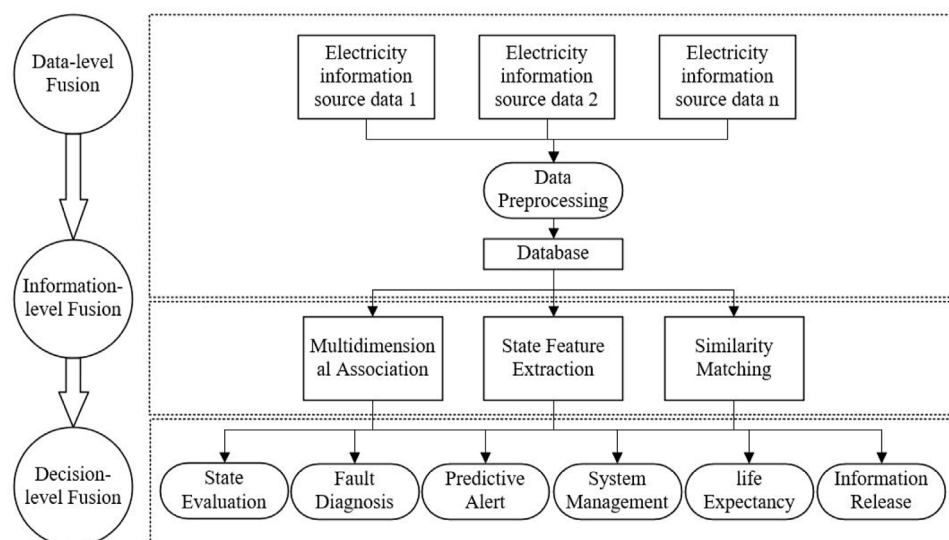 Data-level
Fusion
Electricity
information
source data 1
Electricity
information
source data 2
Electricity
information
source data n
Data
Preprocessing
Database
Information-
level Fusion
Multidimension
al Association
State Feature
Extraction
Similarity
Matching
Decision-
level Fusion
State
Evaluation
Fault
Diagnosis
Predictive
Alert
System
Management
life
Expectancy
Information
Release